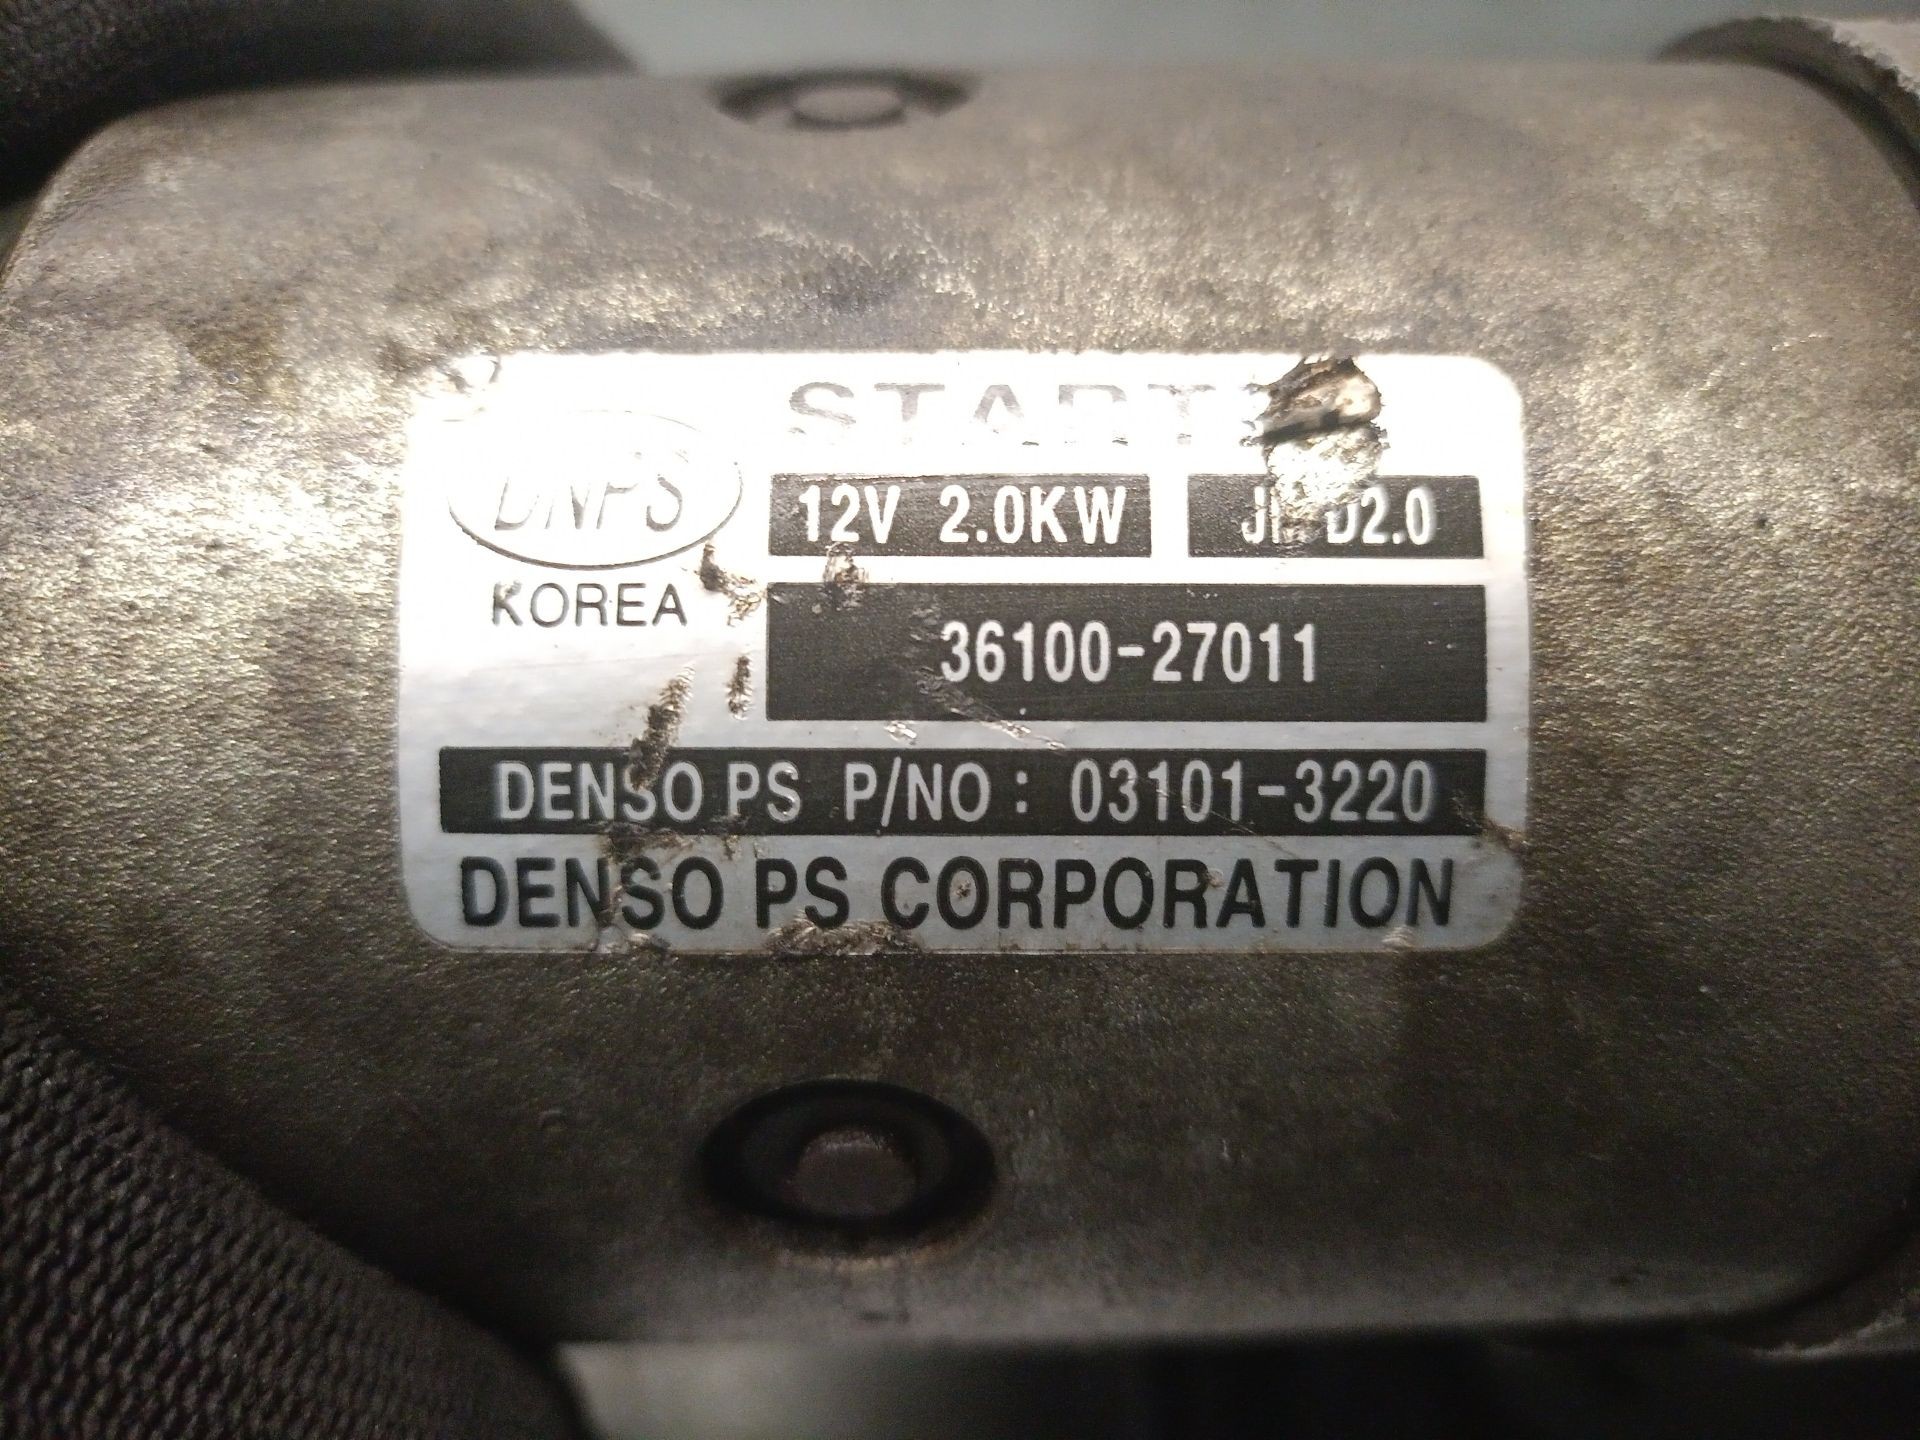 DNPS
KOREA
12V 2.0KW
36100-27011
DENSO PS P/NO: 03101-3220
DENSO PS CORPORATION